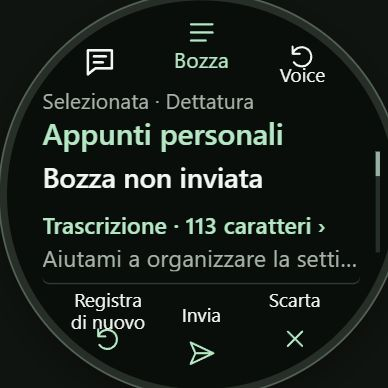 Bozza
Voice
Selezionata · Dettatura
Appunti personali
Bozza non inviata
Trascrizione · 113 caratteri ›
Aiutami a organizzare la setti...
Registra
di nuovo
Invia
Scarta